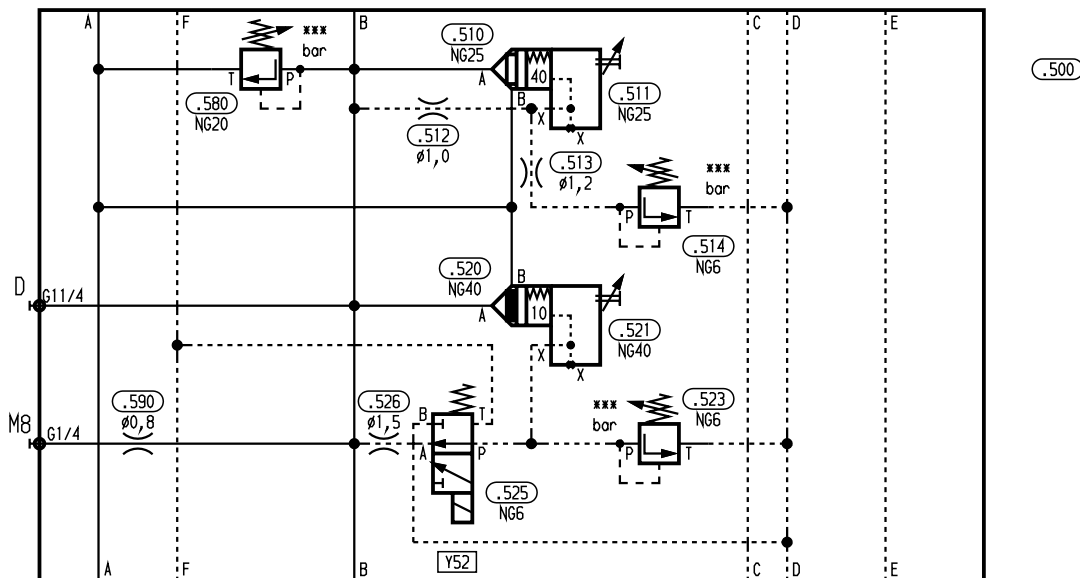 A F B C D E
*** bar
T P
.580
NG20
.510
NG25
A
40
B
X
X
.511
NG25
.500
.512
ø1,0
.513
ø1,2
*** bar
P T
.514
NG6
D
G11/4
.520
NG40
B
A
10
X
X
.521
NG40
M8
G1/4
.590
ø0,8
.526
ø1,5
B T
A P
.525
NG6
*** bar
.523
NG6
P T
Y52
A F B C D E